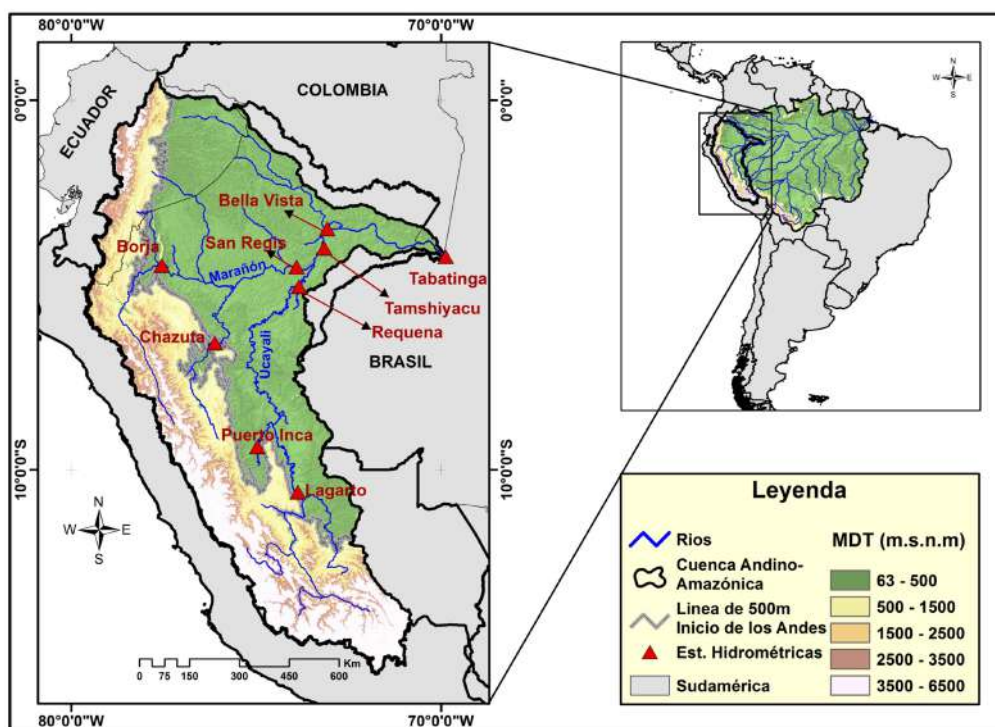 80°0'0"W
70°0'0"W
0°0'0"
0°0'0"
10°0'0"S
10°0'0"S
80°0'0"W
70°0'0"W
ECUADOR
COLOMBIA
BRASIL
Bella Vista
San Regis
Borja
Marañón
Tabatinga
Tamshiyacu
Requena
Chazuta
Ucayali
Puerto Inca
Lagarto
N
W E
S
0 75 150 300 450 600 Km
N
W E
S
Leyenda
Rios
Cuenca Andino-
Amazónica
Linea de 500m
Inicio de los Andes
Est. Hidrométricas
Sudamérica
MDT (m.s.n.m)
63 - 500
500 - 1500
1500 - 2500
2500 - 3500
3500 - 6500